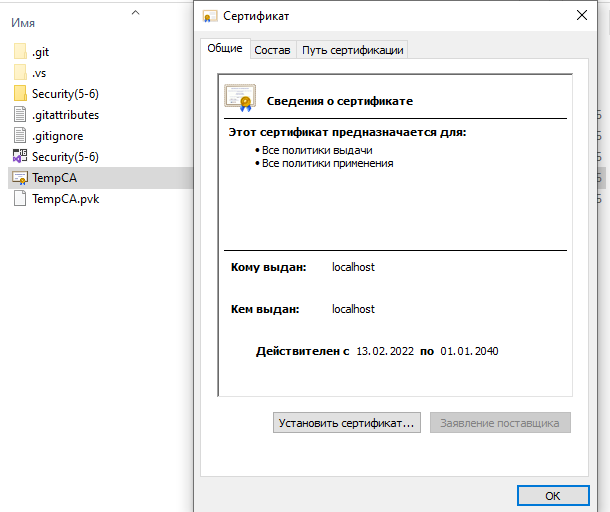 Имя
.git
.vs
Security(5-6)
.gitattributes
.gitignore
Security(5-6)
TempCA
TempCA.pvk
Сертификат
Общие
Состав
Путь сертификации
Сведения о сертификате
Этот сертификат предназначается для:
• Все политики выдачи
• Все политики применения
Кому выдан: localhost
Кем выдан: localhost
Действителен с 13.02.2022 по 01.01.2040
Установить сертификат...
Заявление поставщика
OK